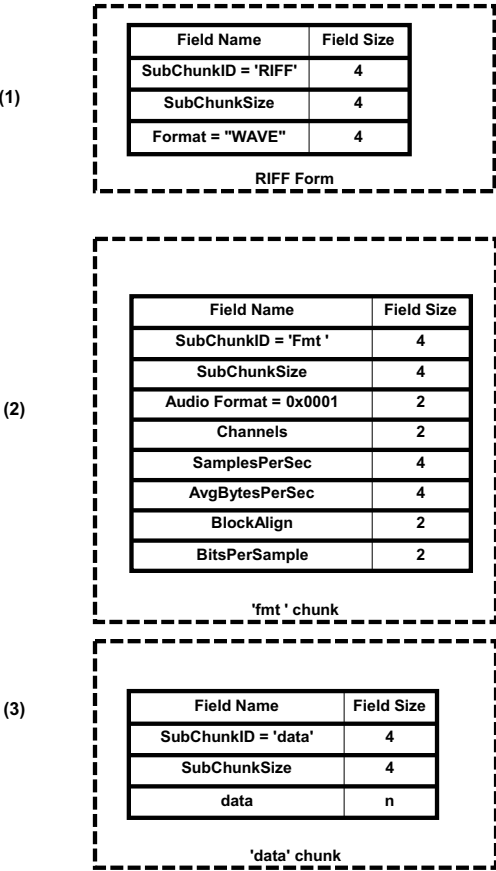 Field Name Field Size
SubChunkID = 'RIFF' 4
(1)
SubChunkSize 4
Format = "WAVE" 4
RIFF Form
Field Name Field Size
SubChunkID = 'Fmt ' 4
SubChunkSize 4
(2)
Audio Format = 0x0001 2
Channels 2
SamplesPerSec 4
AvgBytesPerSec 4
BlockAlign 2
BitsPerSample 2
'fmt ' chunk
(3)
Field Name Field Size
SubChunkID = 'data' 4
SubChunkSize 4
data n
'data' chunk